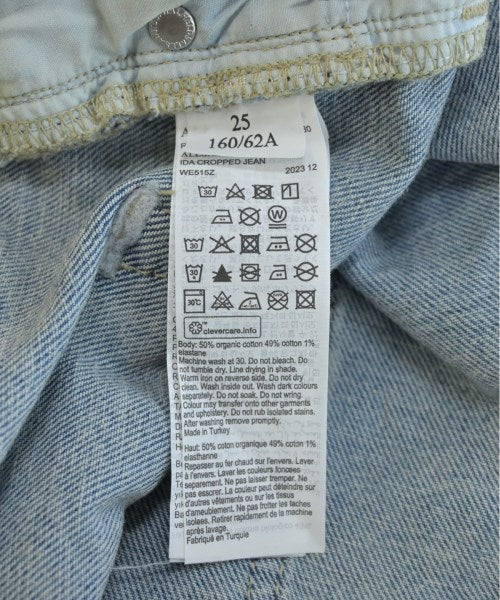 25
160/62A
IDA CROPPED JEAN
WE515Z 2023 12
clevercare.info
Body: 50% organic cotton 49% cotton 1%
elastane
Machine wash at 30. Do not bleach. Do
not tumble dry. Line drying in shade.
Warm iron on reverse side. Do not dry
clean. Wash inside out. Wash dark colours
separately. Do not soak. Do not wring.
Colour may transfer onto other garments
and upholstery. Do not rub isolated stains.
After washing remove promptly.
Made in Turkey
Haut: 50% coton organique 49% cotton 1%
elasthanne
Repasser au fer chaud sur l'envers. Laver
à l'envers. Laver les couleurs foncées
separement. Ne pas laisser tremper. Ne
pas essorer. La couleur peut déteindre sur
d'autres vêtements ou sur les tissus
d'ameublement. Ne pas frotter les taches
isolées. Retirer rapidement de la machine
après lavage.
Fabriqué en Turquie